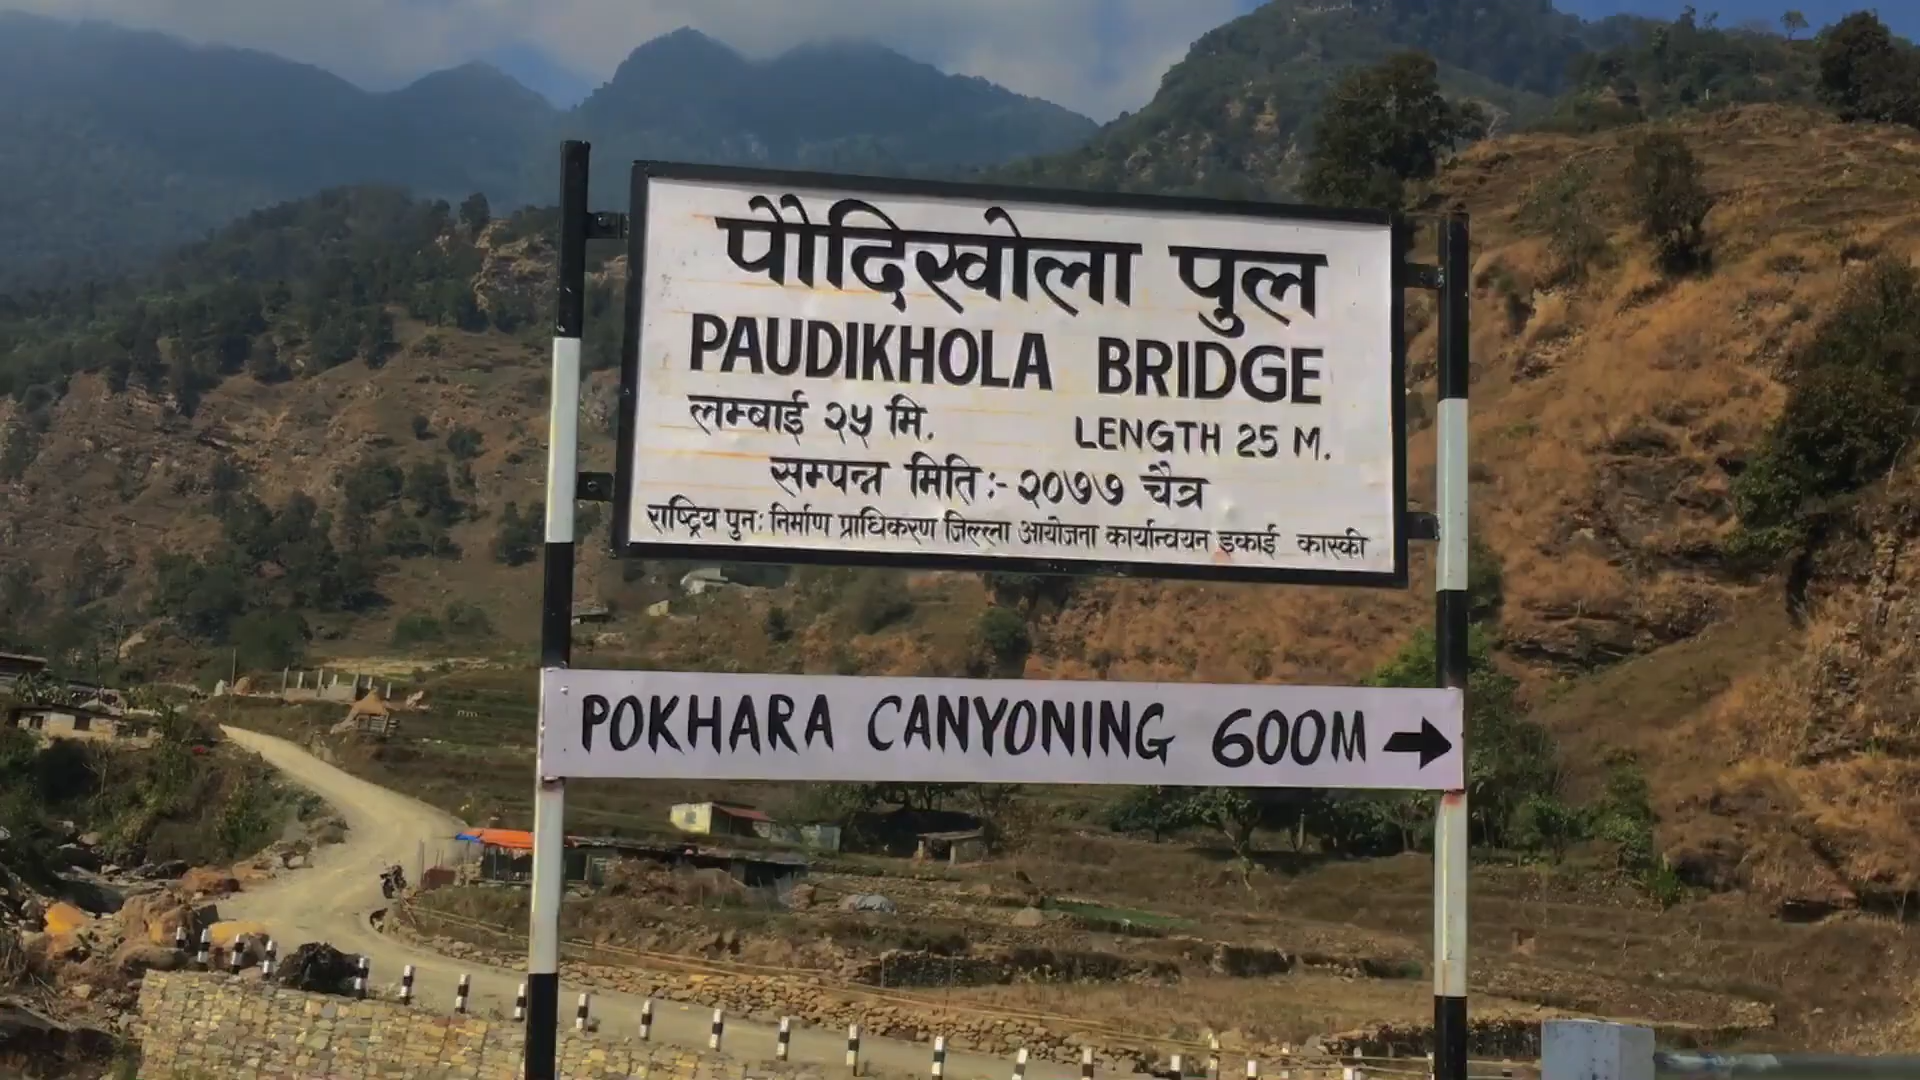 पौदिखोला पुल
PAUDIKHOLA BRIDGE
लम्बाई २५ मि. LENGTH 25 M.
सम्पन्न मिति :- २०७७ चैत्र
राष्ट्रिय पुन: निर्माण प्राधिकरण जिल्ला आयोजना कार्यान्वयन इकाई कास्की
POKHARA CANYONING 600M →